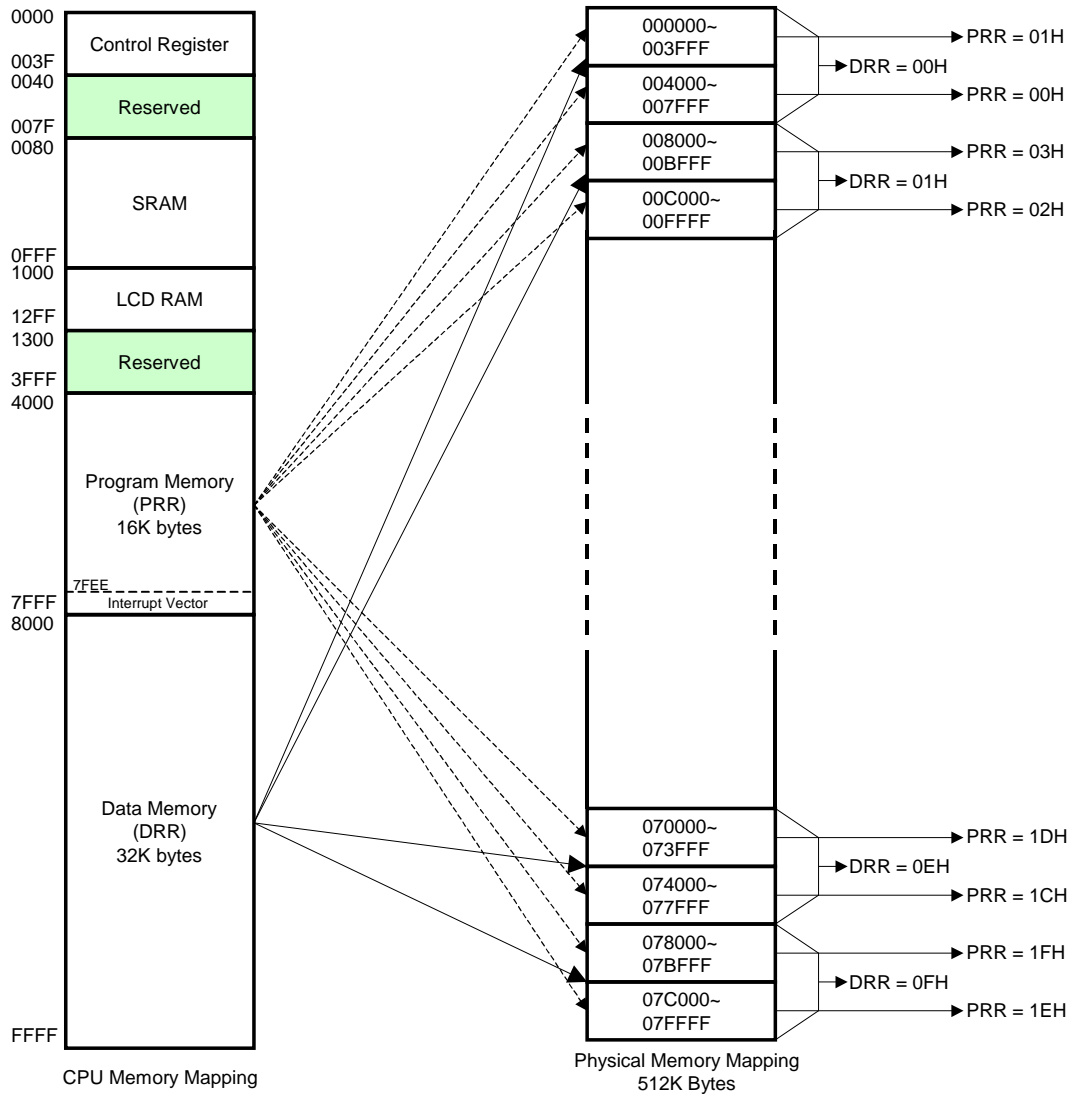 0000
Control Register
003F
0040
Reserved
007F
0080
SRAM
0FFF
1000
LCD RAM
12FF
1300
Reserved
3FFF
4000
Program Memory
(PRR)
16K bytes
7FEE
Interrupt Vector
7FFF
8000
Data Memory
(DRR)
32K bytes
FFFF
CPU Memory Mapping
000000~
003FFF
PRR = 01H
DRR = 00H
004000~
007FFF
PRR = 00H
008000~
00BFFF
PRR = 03H
DRR = 01H
00C000~
00FFFF
PRR = 02H
070000~
073FFF
PRR = 1DH
DRR = 0EH
074000~
077FFF
PRR = 1CH
078000~
07BFFF
PRR = 1FH
DRR = 0FH
07C000~
07FFFF
PRR = 1EH
Physical Memory Mapping
512K Bytes